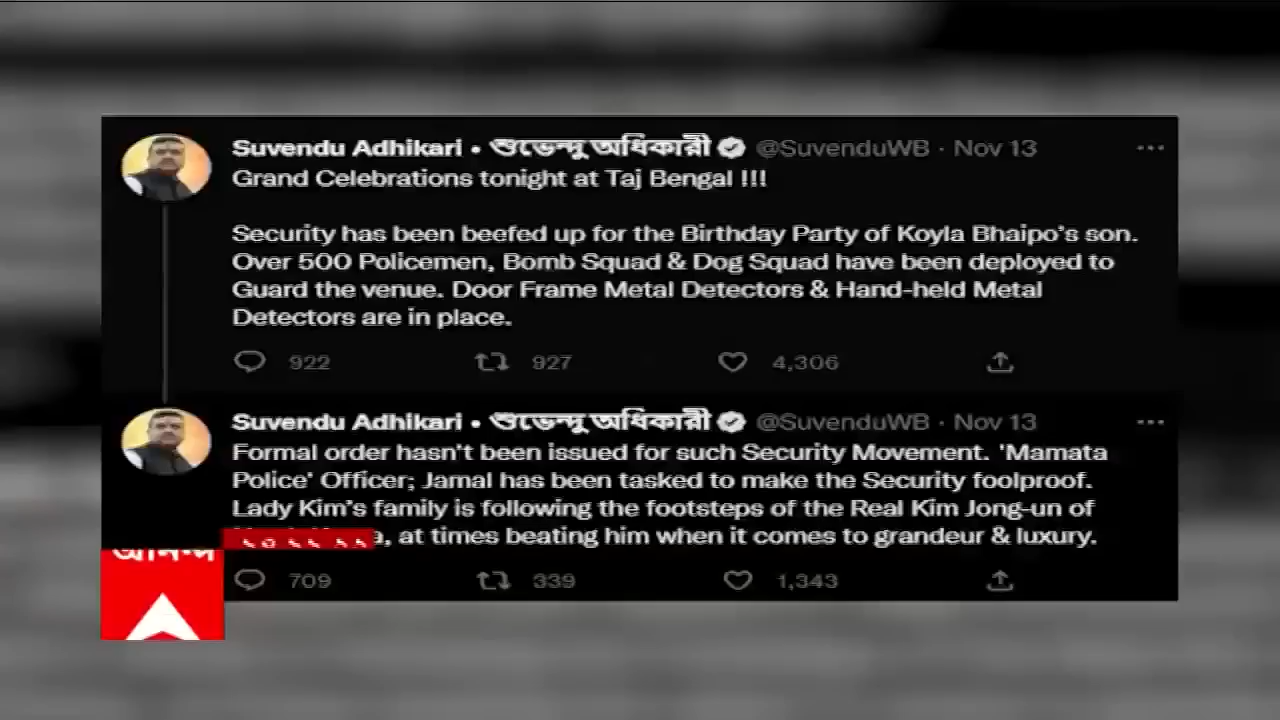 Suvendu Adhikari • শুভেন্দু অধিকারী @SuvenduWB · Nov 13
Grand Celebrations tonight at Taj Bengal !!!
Security has been beefed up for the Birthday Party of Koyla Bhaipo's son.
Over 500 Policemen, Bomb Squad & Dog Squad have been deployed to
Guard the venue. Door Frame Metal Detectors & Hand-held Metal
Detectors are in place.
922 927 4,306
Suvendu Adhikari • শুভেন্দু অধিকারী @SuvenduWB · Nov 13
Formal order hasn't been issued for such Security Movement. 'Mamata
Police' Officer; Jamal has been tasked to make the Security foolproof.
Lady Kim's family is following the footsteps of the Real Kim Jong-un of
at times beating him when it comes to grandeur & luxury.
আনন্দ
709 339 1,343